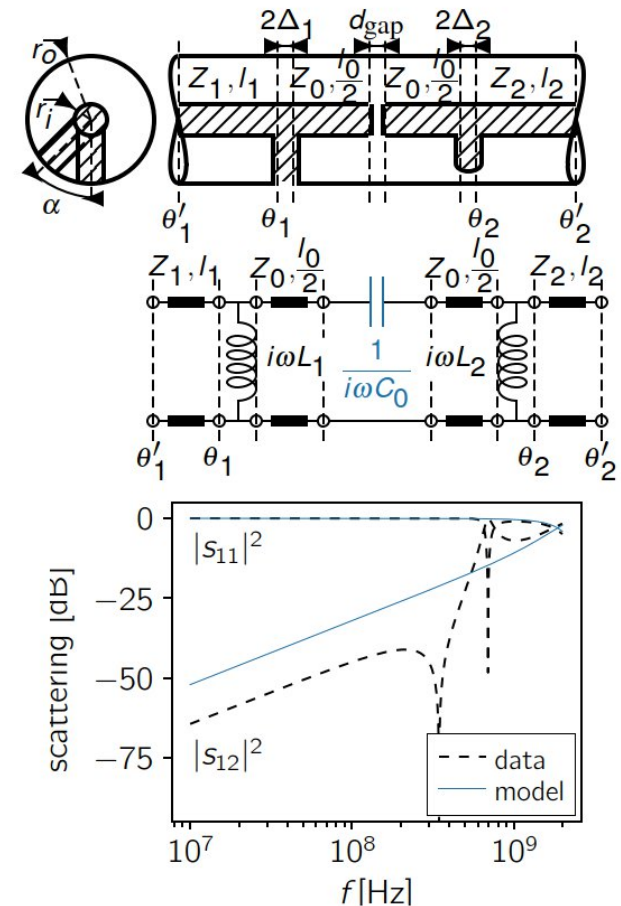 r_o
r_i
α
2Δ_1 d_gap 2Δ_2
Z_1, l_1 Z_0, l_0/2 Z_0, l_0/2 Z_2, l_2
θ'_1 θ_1 θ_2 θ'_2
Z_1, l_1 Z_0, l_0/2 Z_0, l_0/2 Z_2, l_2
iωL_1 1/(iωC_0) iωL_2
θ'_1 θ_1 θ_2 θ'_2
scattering [dB]
0
−25
−50
−75
|s_11|^2
|s_12|^2
data
model
10^7 10^8 10^9
f [Hz]